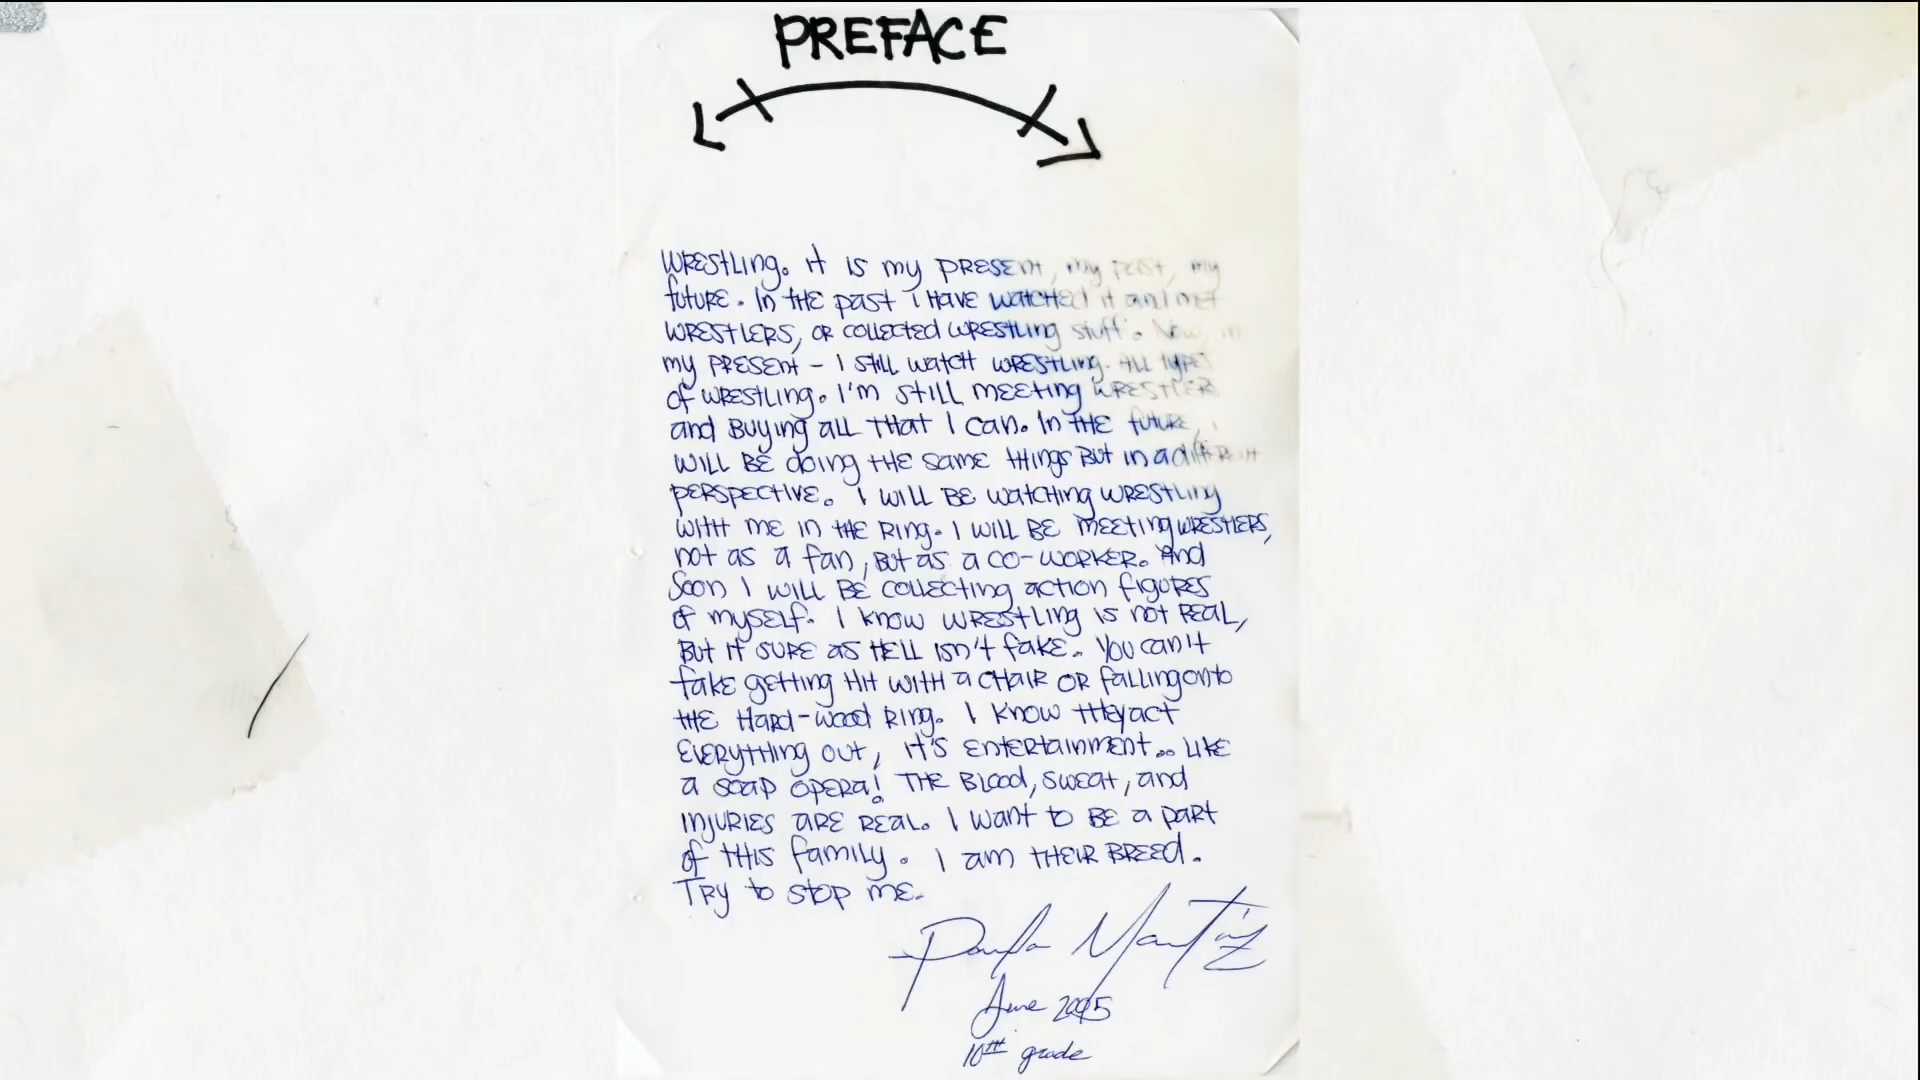 PREFACE
WRESTLING. It is my PRESENT, my past, my
future. In the past I have watched it and met
WRESTLERS, OR collected WRESTLING stuff. Now, in
my PRESENT - I still watch WRESTLING. All types
of WRESTLING. I'm still meeting WRESTLERS
and buying all that I can. In the future, I
will be doing the same things but in a different
perspective. I will be watching WRESTLING
with me in the ring. I will be meeting WRESTLERS,
not as a fan, but as a co-worker. And
Soon I will be collecting action figures
of myself. I know WRESTLING is not REAL,
But it sure as hell isn't fake. You can't
fake getting hit with a chair or falling onto
the hard-wood ring. I know they act
everything out, it's entertainment... like
a soap opera! The Blood, sweat, and
injuries are REAL. I want to be a part
of this family. I am their BREED.
Try to stop me.
June 2005
10th grade